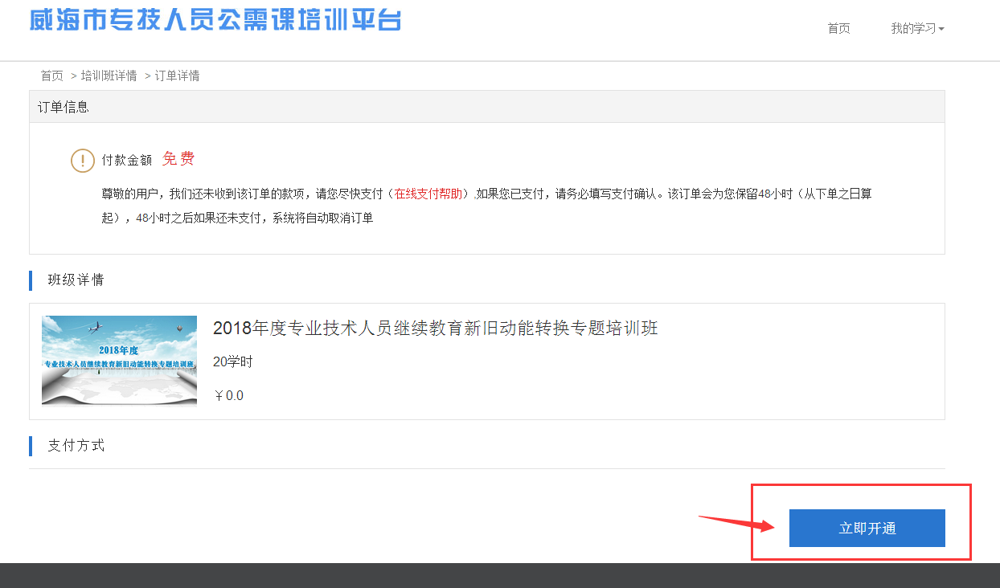 威海市专技人员公需课培训平台
首页 我的学习
首页 > 培训班详情 > 订单详情
订单信息
付款金额 免费
尊敬的用户，我们还未收到该订单的款项，请您尽快支付（在线支付帮助）,如果您已支付，请务必填写支付确认。该订单会为您保留48小时（从下单之日算
起），48小时之后如果还未支付，系统将自动取消订单
班级详情
2018年度专业技术人员继续教育新旧动能转换专题培训班
2018年度
专业技术人员继续教育新旧动能转换专题培训班
20学时
￥0.0
支付方式
立即开通